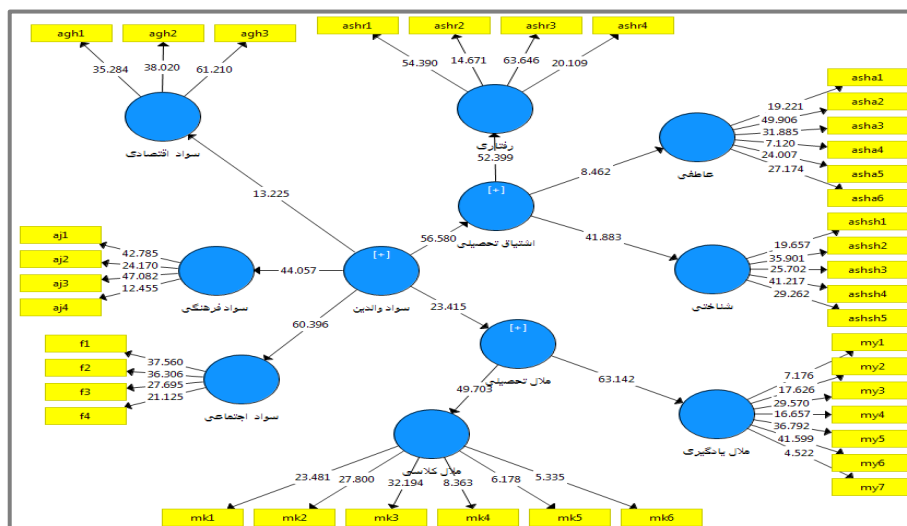 agh1 agh2 agh3
35.284 38.020 61.210
سواد اقتصادی
ashr1 ashr2 ashr3 ashr4
54.390 14.671 63.646 20.109
رفتاری
52.399
asha1
asha2
asha3
asha4
asha5
asha6
19.221
49.906
31.885
7.120
24.007
27.174
عاطفی
8.462
[+]
اشتیاق تحصیلی
41.883
ashsh1
ashsh2
ashsh3
ashsh4
ashsh5
19.657
35.901
25.702
41.217
29.262
شناختی
13.225
56.580
aj1
aj2
aj3
aj4
42.785
24.170
47.082
12.455
سواد فرهنگی
44.057
[+]
سواد والدین
60.396
23.415
f1
f2
f3
f4
37.560
36.306
27.695
21.125
سواد اجتماعی
[+]
ملال تحصیلی
49.703
63.142
my1
my2
my3
my4
my5
my6
my7
7.176
17.626
29.570
16.657
36.792
41.599
4.522
ملال یادگیری
ملال کلاسی
23.481 27.800 32.194 8.363 6.178 5.335
mk1 mk2 mk3 mk4 mk5 mk6